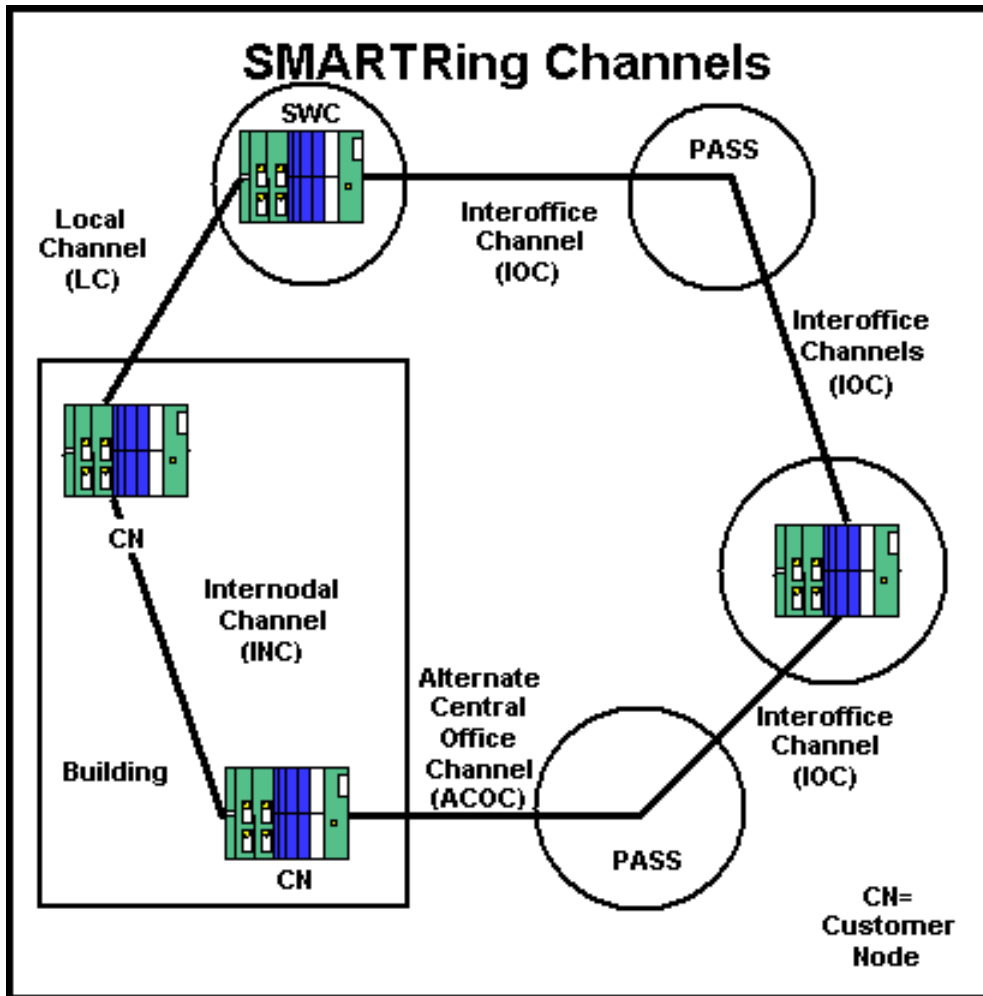 SMARTRing Channels
SWC
PASS
Local
Channel
(LC)
Interoffice
Channel
(IOC)
Interoffice
Channels
(IOC)
CN
Internodal
Channel
(INC)
Alternate
Central
Office
Channel
(ACOC)
Interoffice
Channel
(IOC)
Building
CN
PASS
CN=
Customer
Node